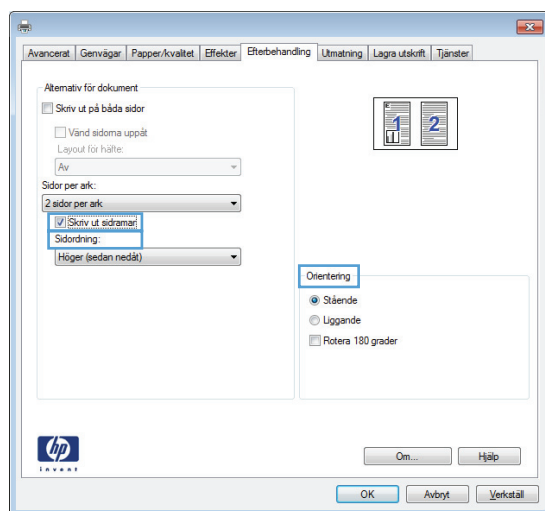 Avancerat Genvägar Papper/kvalitet Effekter Efterbehandling Utmatning Lagra utskrift Tjänster
Alternativ för dokument
Skriv ut på båda sidor
Vänd sidorna uppåt
Layout för häfte:
Av
Sidor per ark:
2 sidor per ark
Skriv ut sidramar
Sidordning:
Höger (sedan nedåt)
1 2
Orientering
Stående
Liggande
Rotera 180 grader
hp
invent
Om... Hjälp
OK Avbryt Verkställ